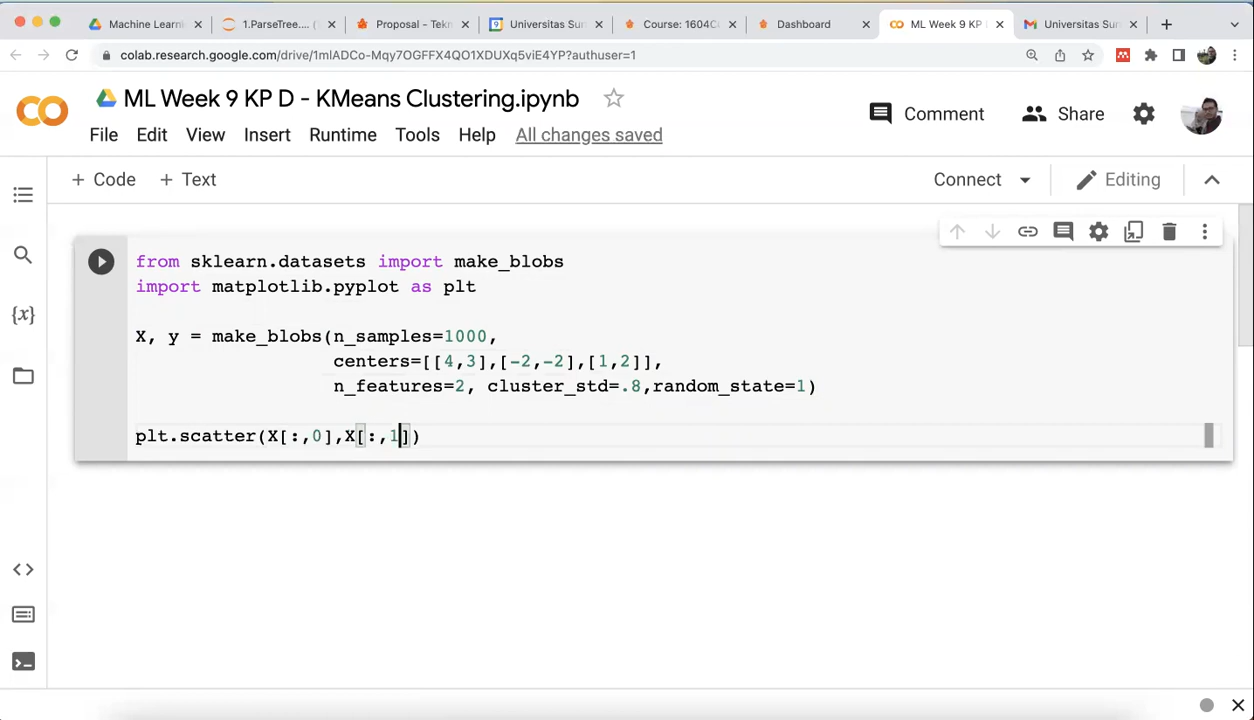 Machine Learni
1.ParseTree.... (
Proposal - Tekn
Universitas Sur
Course: 1604C
Dashboard
ML Week 9 KP
Universitas Sur
colab.research.google.com/drive/1mlADCo-Mqy7OGFFX4QO1XDUXq5viE4YP?authuser=1
ML Week 9 KP D - KMeans Clustering.ipynb
Comment
Share
File Edit View Insert Runtime Tools Help All changes saved
+ Code + Text
Connect
Editing
from sklearn.datasets import make_blobs
import matplotlib.pyplot as plt
X, y = make_blobs(n_samples=1000,
centers=[[4,3],[-2,-2],[1,2]],
n_features=2, cluster_std=.8,random_state=1)
plt.scatter(X[:,0],X[:,1])
{x}